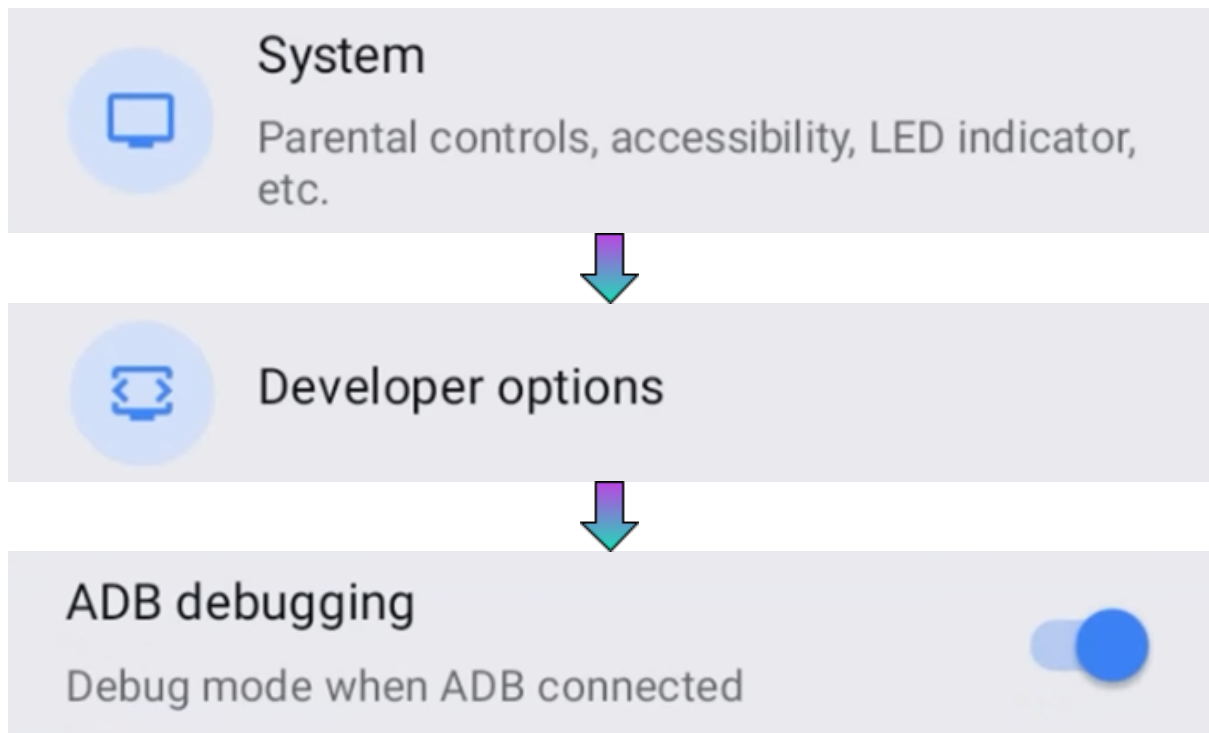 System
Parental controls, accessibility, LED indicator,
etc.
Developer options
ADB debugging
Debug mode when ADB connected